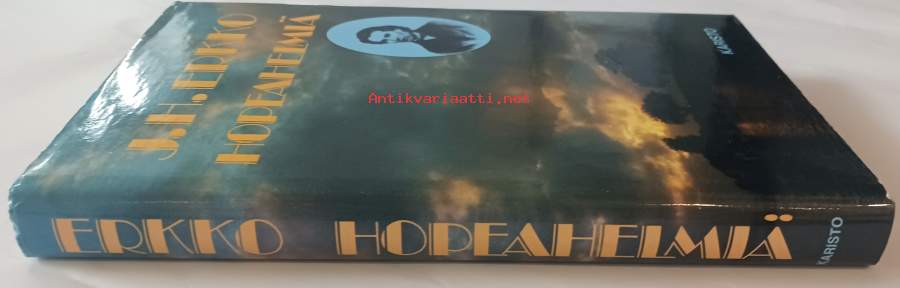 J.H. ERKKO
HOPEAHELMIÄ
KARISTO
Antikvariaatti.net
ERKKO HOPEAHELMIÄ
KARISTO